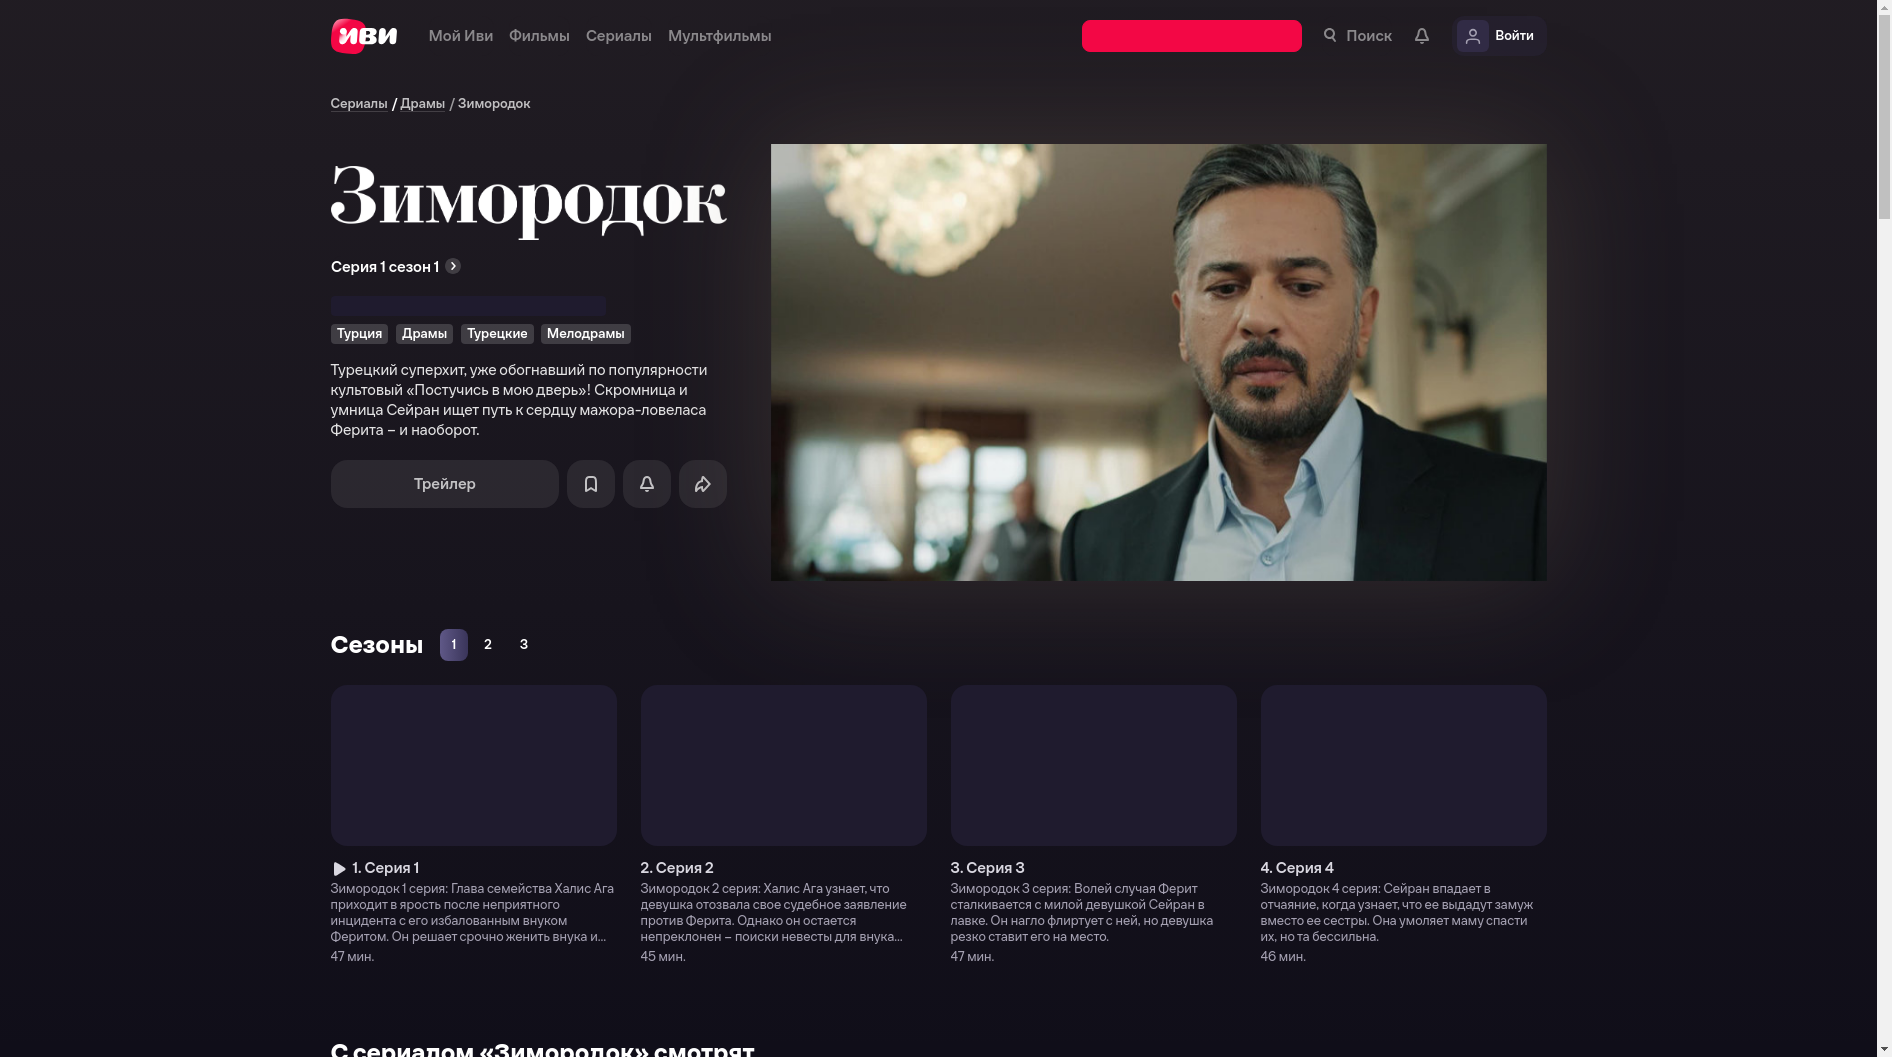 иви
Мой Иви Фильмы Сериалы Мультфильмы
Поиск
Войти
Сериалы / Драмы / Зимородок
Зимородок
Серия 1 сезон 1
Турция Драмы Турецкие Мелодрамы
Турецкий суперхит, уже обогнавший по популярности
культовый «Постучись в мою дверь»! Скромница и
умница Сейран ищет путь к сердцу мажора-ловеласа
Ферита – и наоборот.
Трейлер
Сезоны 1 2 3
1. Серия 1
Зимородок 1 серия: Глава семейства Халис Ага
приходит в ярость после неприятного
инцидента с его избалованным внуком
Феритом. Он решает срочно женить внука и...
47 мин.
2. Серия 2
Зимородок 2 серия: Халис Ага узнает, что
девушка отозвала свое судебное заявление
против Ферита. Однако он остается
непреклонен – поиски невесты для внука...
45 мин.
3. Серия 3
Зимородок 3 серия: Волей случая Ферит
сталкивается с милой девушкой Сейран в
лавке. Он нагло флиртует с ней, но девушка
резко ставит его на место.
47 мин.
4. Серия 4
Зимородок 4 серия: Сейран впадает в
отчаяние, когда узнает, что ее выдадут замуж
вместо ее сестры. Она умоляет маму спасти
их, но та бессильна.
46 мин.
С сериалом «Зимородок» смотрят